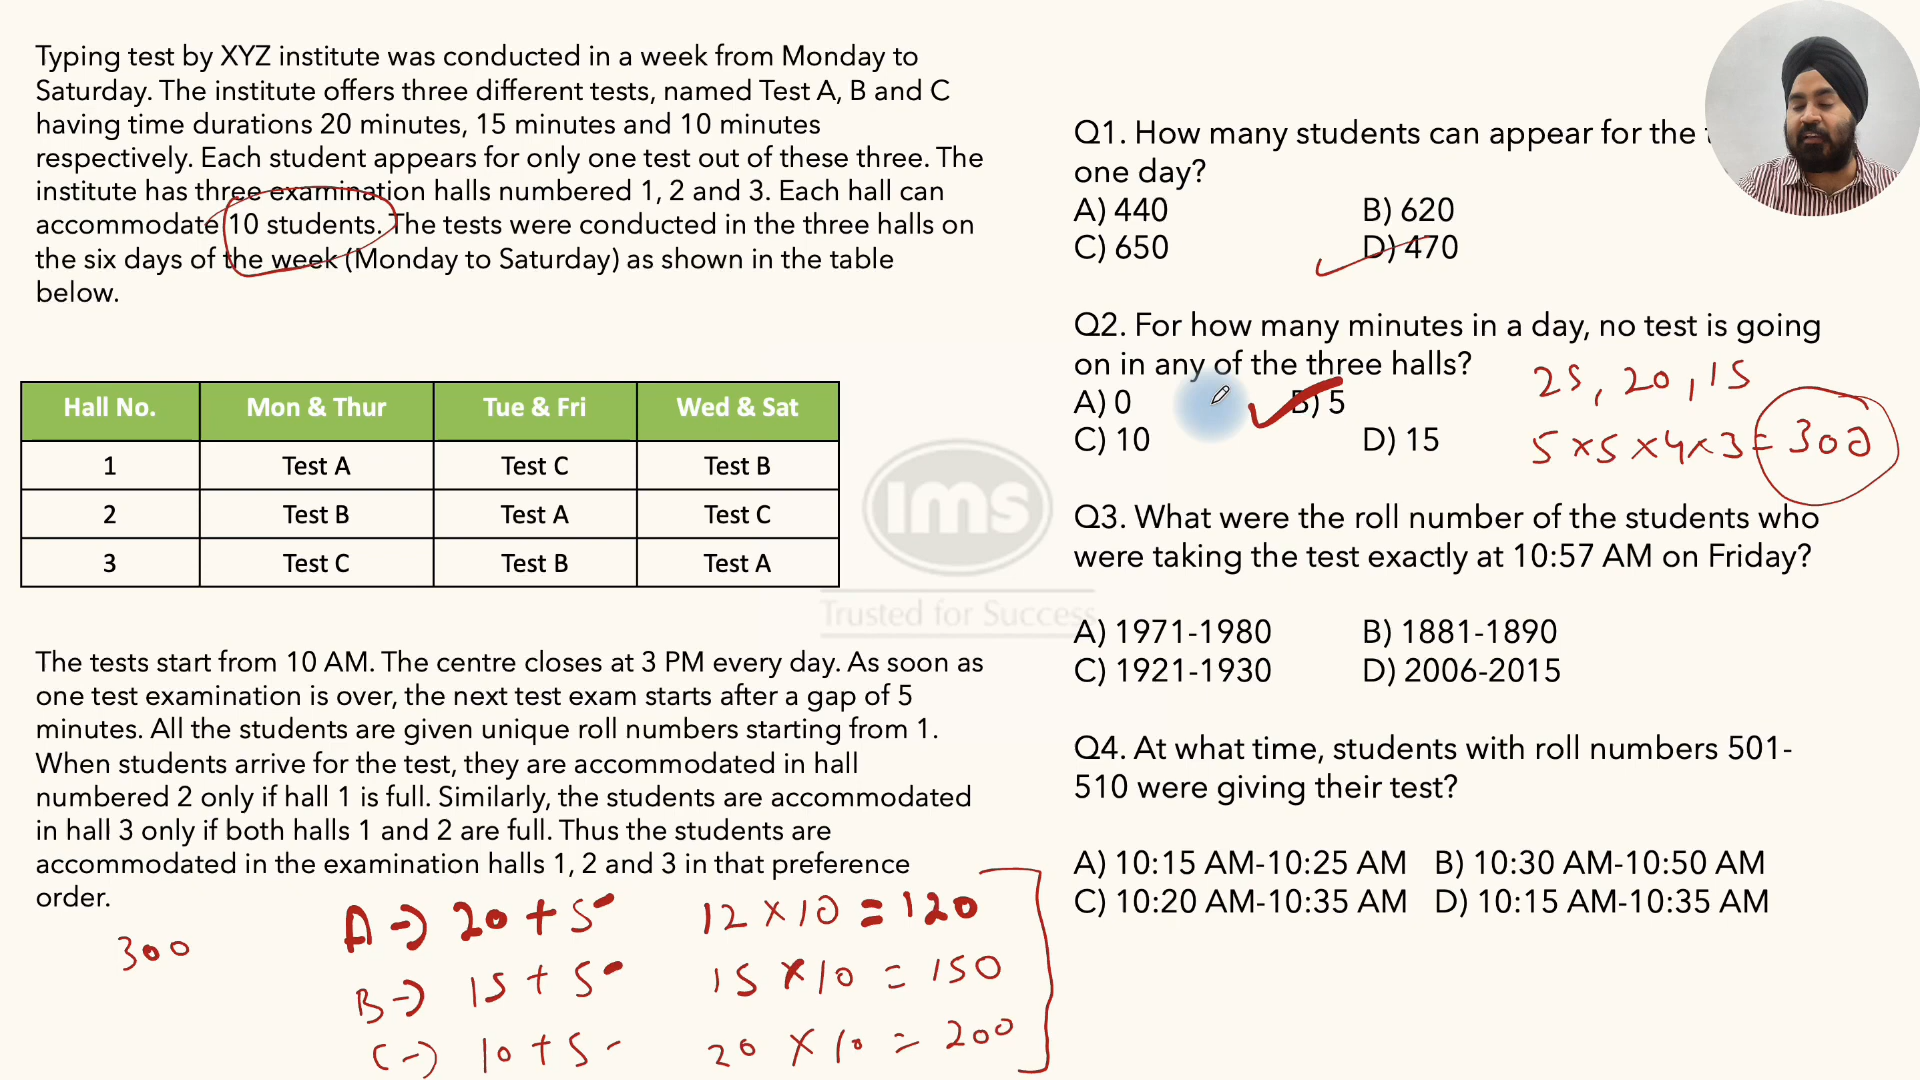 Typing test by XYZ institute was conducted in a week from Monday to
Saturday. The institute offers three different tests, named Test A, B and C
having time durations 20 minutes, 15 minutes and 10 minutes
respectively. Each student appears for only one test out of these three. The
institute has three examination halls numbered 1, 2 and 3. Each hall can
accommodate 10 students. The tests were conducted in the three halls on
the six days of the week (Monday to Saturday) as shown in the table
below.
Hall No. Mon & Thur Tue & Fri Wed & Sat
1 Test A Test C Test B
2 Test B Test A Test C
3 Test C Test B Test A
The tests start from 10 AM. The centre closes at 3 PM every day. As soon as
one test examination is over, the next test exam starts after a gap of 5
minutes. All the students are given unique roll numbers starting from 1.
When students arrive for the test, they are accommodated in hall
numbered 2 only if hall 1 is full. Similarly, the students are accommodated
in hall 3 only if both halls 1 and 2 are full. Thus the students are
accommodated in the examination halls 1, 2 and 3 in that preference
order.
300
A → 20 + 5 12 × 10 = 120
B → 15 + 5 15 × 10 = 150
C → 10 + 5 20 × 10 = 200
ims
Trusted for Success
Q1. How many students can appear for the
one day?
A) 440 B) 620
C) 650 D) 470
Q2. For how many minutes in a day, no test is going
on in any of the three halls?
A) 0 B) 5
C) 10 D) 15
25, 20, 15
5 × 5 × 4 × 3 = 300
Q3. What were the roll number of the students who
were taking the test exactly at 10:57 AM on Friday?
A) 1971-1980 B) 1881-1890
C) 1921-1930 D) 2006-2015
Q4. At what time, students with roll numbers 501-
510 were giving their test?
A) 10:15 AM-10:25 AM B) 10:30 AM-10:50 AM
C) 10:20 AM-10:35 AM D) 10:15 AM-10:35 AM